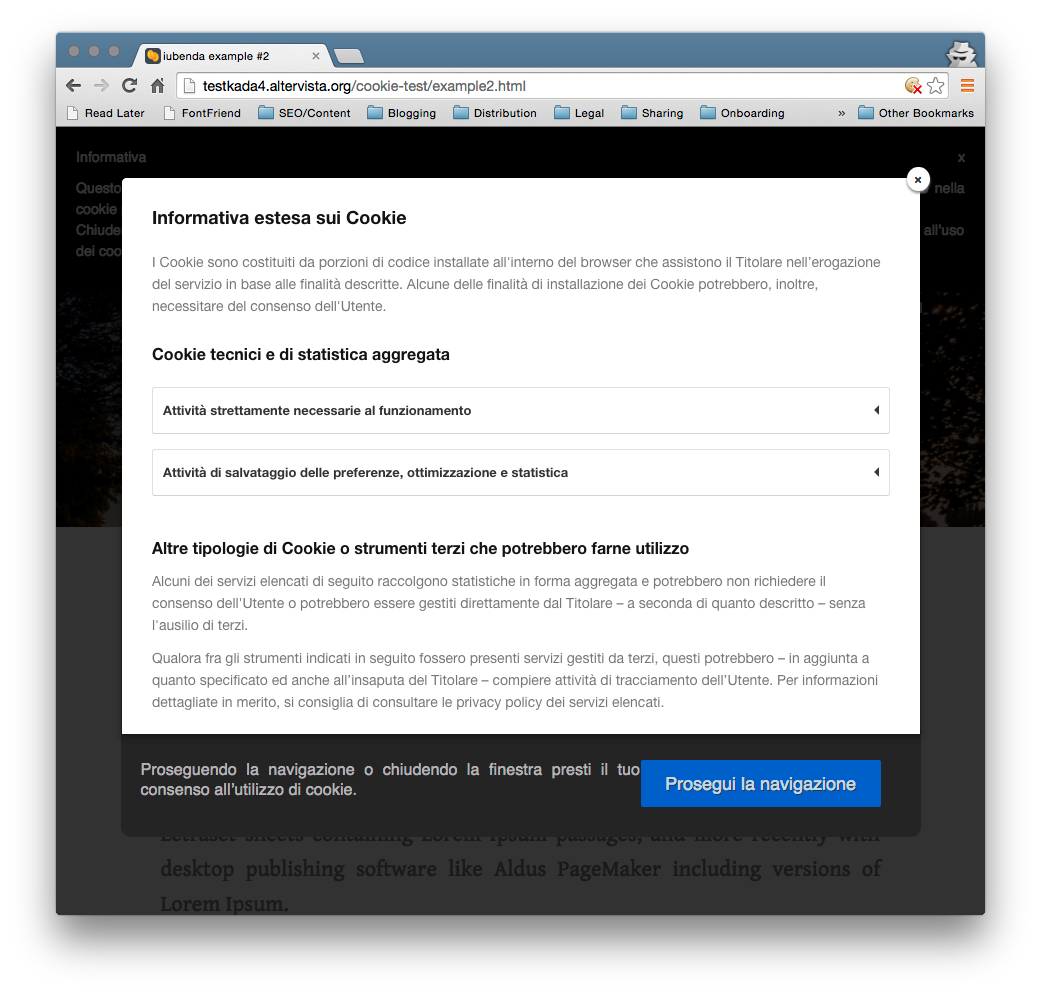 iubenda example #2
testkada4.altervista.org/cookie-test/example2.html
Read Later FontFriend SEO/Content Blogging Distribution Legal Sharing Onboarding » Other Bookmarks
Informativa x
Questo nella
cookie
all'uso
dei
x
Informativa estesa sui Cookie
I Cookie sono costituiti da porzioni di codice installate all'interno del browser che assistono il Titolare nell'erogazione
del servizio in base alle finalità descritte. Alcune delle finalità di installazione dei Cookie potrebbero, inoltre,
necessitare del consenso dell'Utente.
Cookie tecnici e di statistica aggregata
Attività strettamente necessarie al funzionamento
Attività di salvataggio delle preferenze, ottimizzazione e statistica
Altre tipologie di Cookie o strumenti terzi che potrebbero farne utilizzo
Alcuni dei servizi elencati di seguito raccolgono statistiche in forma aggregata e potrebbero non richiedere il
consenso dell'Utente o potrebbero essere gestiti direttamente dal Titolare – a seconda di quanto descritto – senza
l'ausilio di terzi.
Qualora fra gli strumenti indicati in seguito fossero presenti servizi gestiti da terzi, questi potrebbero – in aggiunta a
quanto specificato ed anche all'insaputa del Titolare – compiere attività di tracciamento dell'Utente. Per informazioni
dettagliate in merito, si consiglia di consultare le privacy policy dei servizi elencati.
Proseguendo la navigazione o chiudendo la finestra presti il tuo
consenso all'utilizzo di cookie.
Prosegui la navigazione
Letraset sheets containing Lorem Ipsum passages, and more recently with
desktop publishing software like Aldus PageMaker including versions of
Lorem Ipsum.